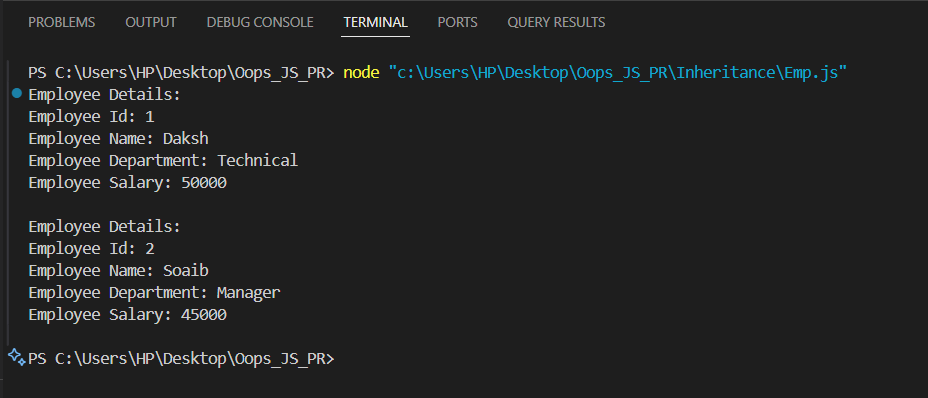 PROBLEMS OUTPUT DEBUG CONSOLE TERMINAL PORTS QUERY RESULTS
PS C:\Users\HP\Desktop\Oops_JS_PR> node "c:\Users\HP\Desktop\Oops_JS_PR\Inheritance\Emp.js"
Employee Details:
Employee Id: 1
Employee Name: Daksh
Employee Department: Technical
Employee Salary: 50000
Employee Details:
Employee Id: 2
Employee Name: Soaib
Employee Department: Manager
Employee Salary: 45000
PS C:\Users\HP\Desktop\Oops_JS_PR>